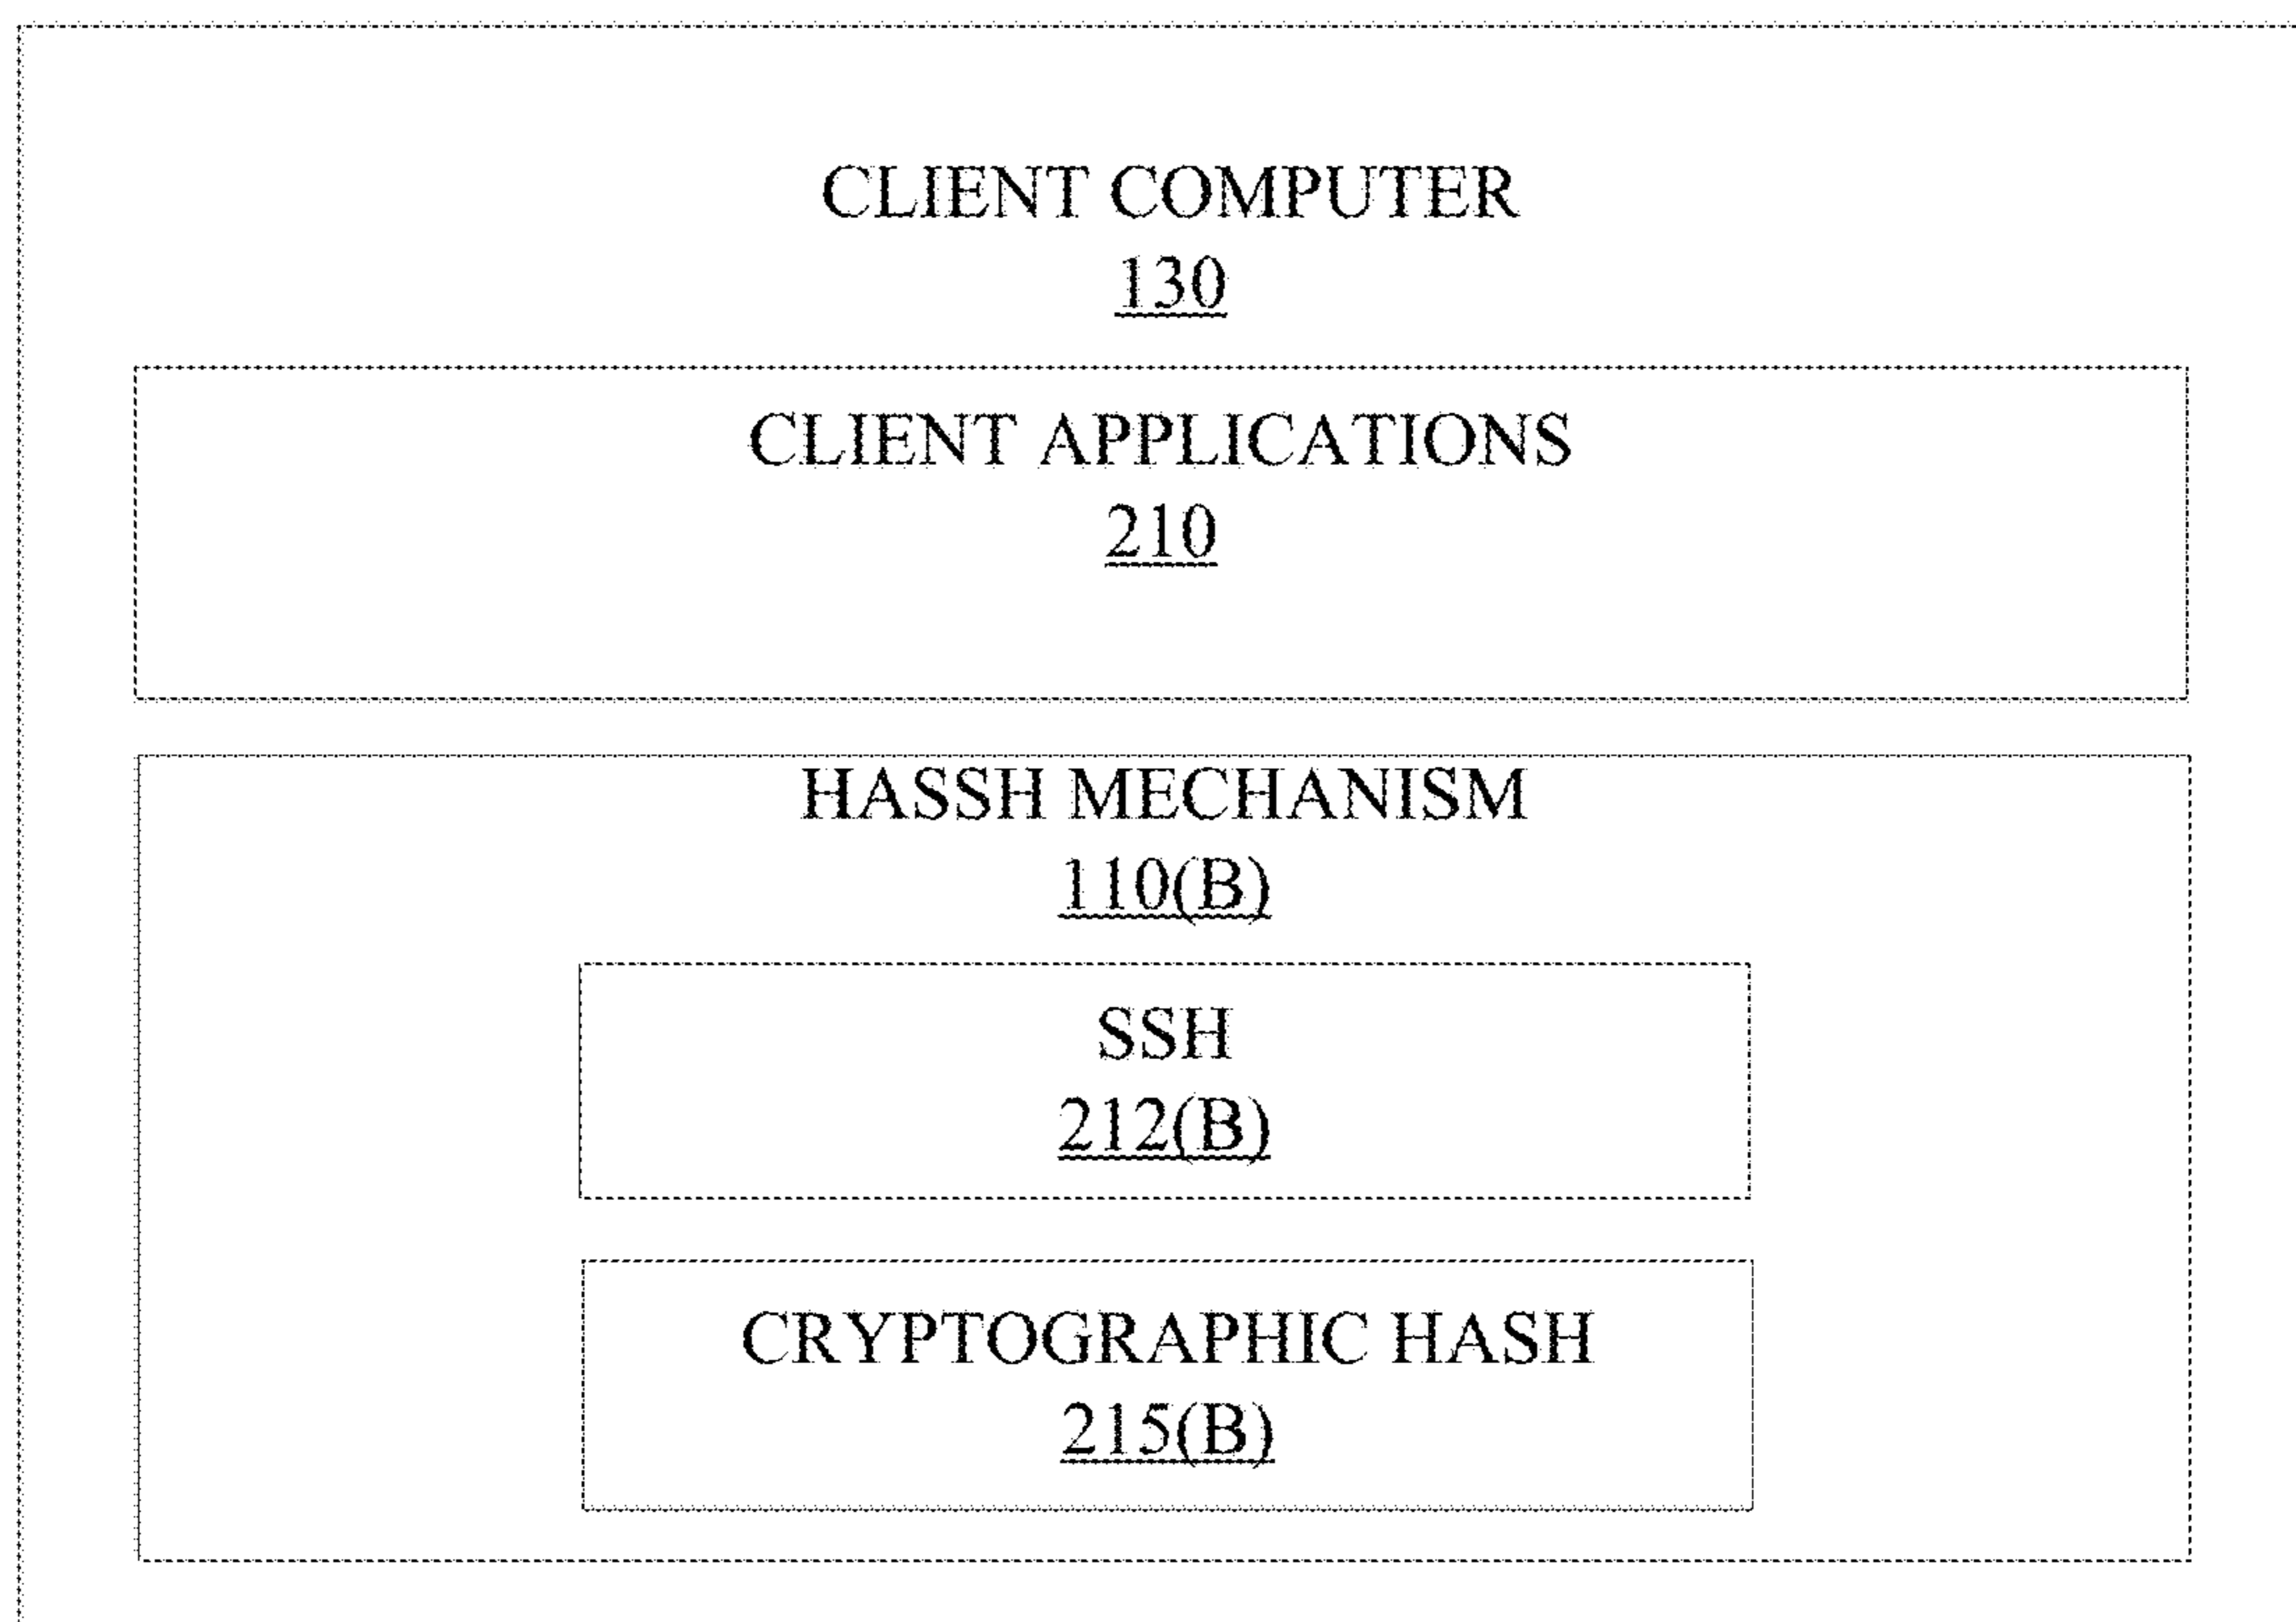 CLIENT COMPUTER
130
CLIENT APPLICATIONS
210
HASSH MECHANISM
110(B)
SSH
212(B)
CRYPTOGRAPHIC HASH
215(B)